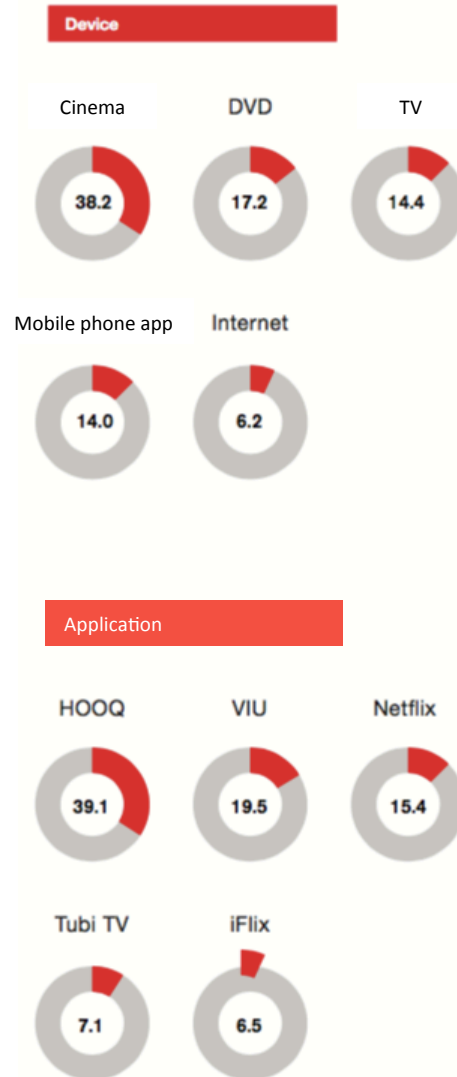 Device
Cinema DVD TV
38.2 17.2 14.4
Mobile phone app Internet
14.0 6.2
Application
HOOQ VIU Netflix
39.1 19.5 15.4
Tubi TV iFlix
7.1 6.5